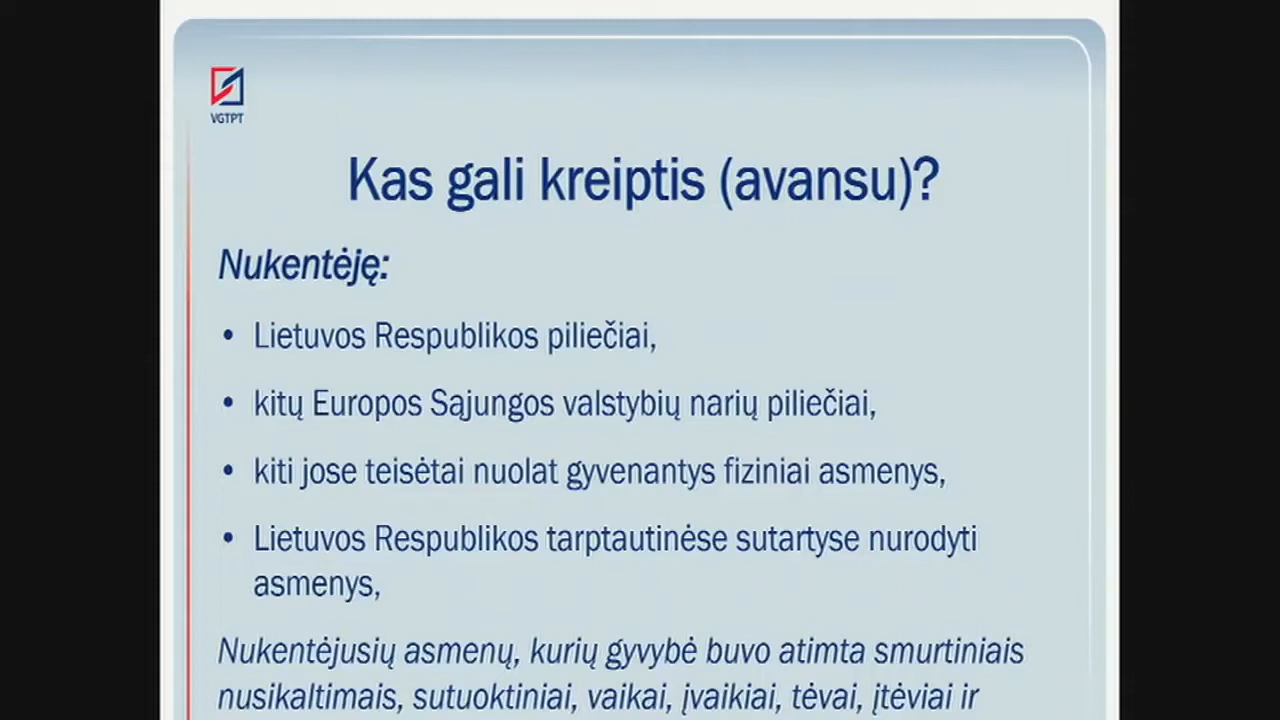 VGTPT
Kas gali kreiptis (avansu)?
Nukentėję:
• Lietuvos Respublikos piliečiai,
• kitų Europos Sąjungos valstybių narių piliečiai,
• kiti jose teisėtai nuolat gyvenantys fiziniai asmenys,
• Lietuvos Respublikos tarptautinėse sutartyse nurodyti
asmenys,
Nukentėjusių asmenų, kurių gyvybė buvo atimta smurtiniais
nusikaltimais, sutuoktiniai, vaikai, įvaikiai, tėvai, įtėviai ir